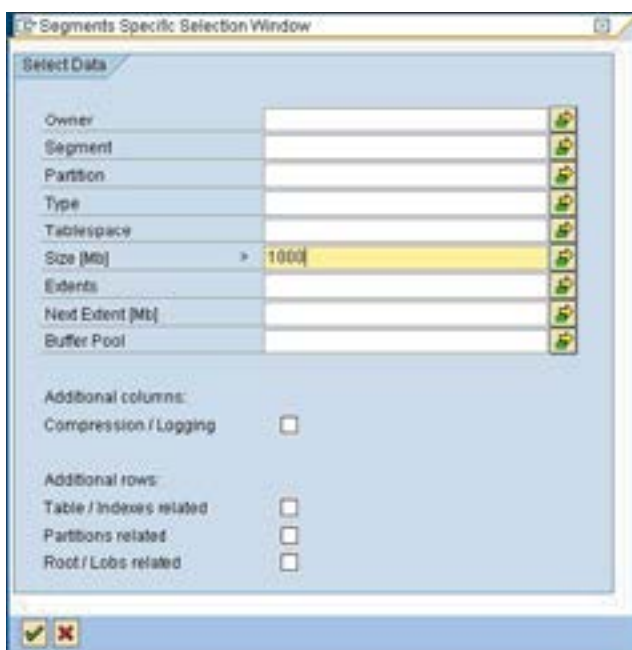 Segments Specific Selection Window
Select Data
Owner
Segment
Partition
Type
Tablespace
Size [Mb] > 1000
Extents
Next Extent [Mb]
Buffer Pool
Additional columns:
Compression / Logging
Additional rows:
Table / Indexes related
Partitions related
Root / Lobs related